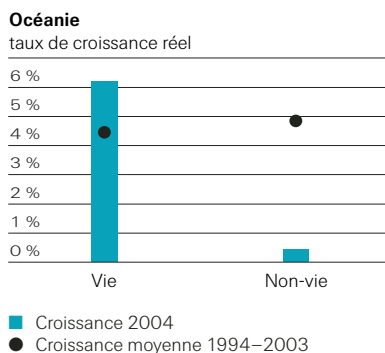 Océanie
taux de croissance réel
6 %
5 %
4 %
3 %
2 %
1 %
0 %
Vie Non-vie
Croissance 2004
Croissance moyenne 1994–2003